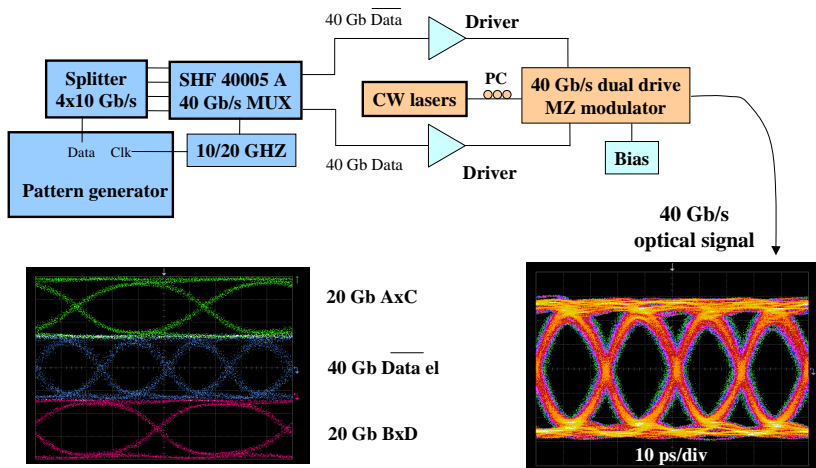 40 Gb D̅a̅t̅a̅
Driver
Splitter
4x10 Gb/s
SHF 40005 A
40 Gb/s MUX
CW lasers
PC
40 Gb/s dual drive
MZ modulator
Data
Clk
10/20 GHZ
40 Gb Data
Driver
Bias
Pattern generator
40 Gb/s
optical signal
20 Gb AxC
40 Gb D̅a̅t̅a̅ el
20 Gb BxD
10 ps/div